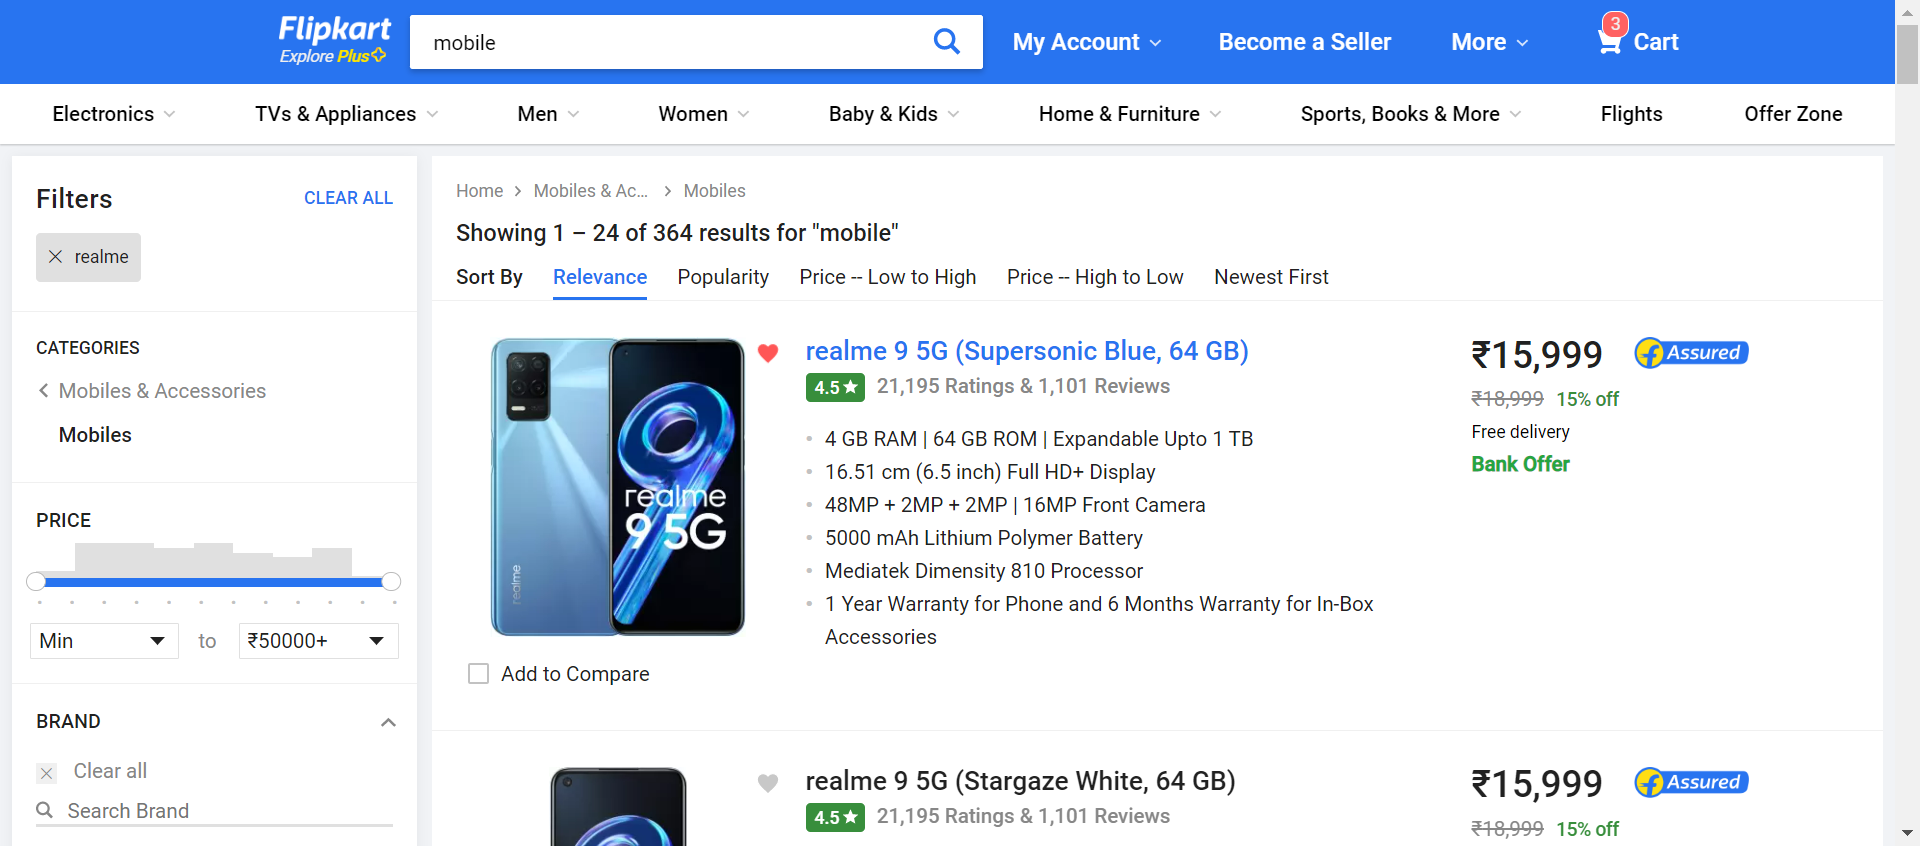 Flipkart
Explore Plus
mobile
My Account
Become a Seller
More
3
Cart
Electronics
TVs & Appliances
Men
Women
Baby & Kids
Home & Furniture
Sports, Books & More
Flights
Offer Zone
Filters
CLEAR ALL
realme
CATEGORIES
Mobiles & Accessories
Mobiles
PRICE
Min
to
₹50000+
BRAND
Clear all
Search Brand
Home
Mobiles & Ac...
Mobiles
Showing 1 – 24 of 364 results for "mobile"
Sort By
Relevance
Popularity
Price -- Low to High
Price -- High to Low
Newest First
realme
9 5G
realme
Add to Compare
realme 9 5G (Supersonic Blue, 64 GB)
4.5
21,195 Ratings & 1,101 Reviews
4 GB RAM | 64 GB ROM | Expandable Upto 1 TB
16.51 cm (6.5 inch) Full HD+ Display
48MP + 2MP + 2MP | 16MP Front Camera
5000 mAh Lithium Polymer Battery
Mediatek Dimensity 810 Processor
1 Year Warranty for Phone and 6 Months Warranty for In-Box
Accessories
₹15,999
Assured
₹18,999
15% off
Free delivery
Bank Offer
realme 9 5G (Stargaze White, 64 GB)
4.5
21,195 Ratings & 1,101 Reviews
₹15,999
Assured
₹18,999
15% off